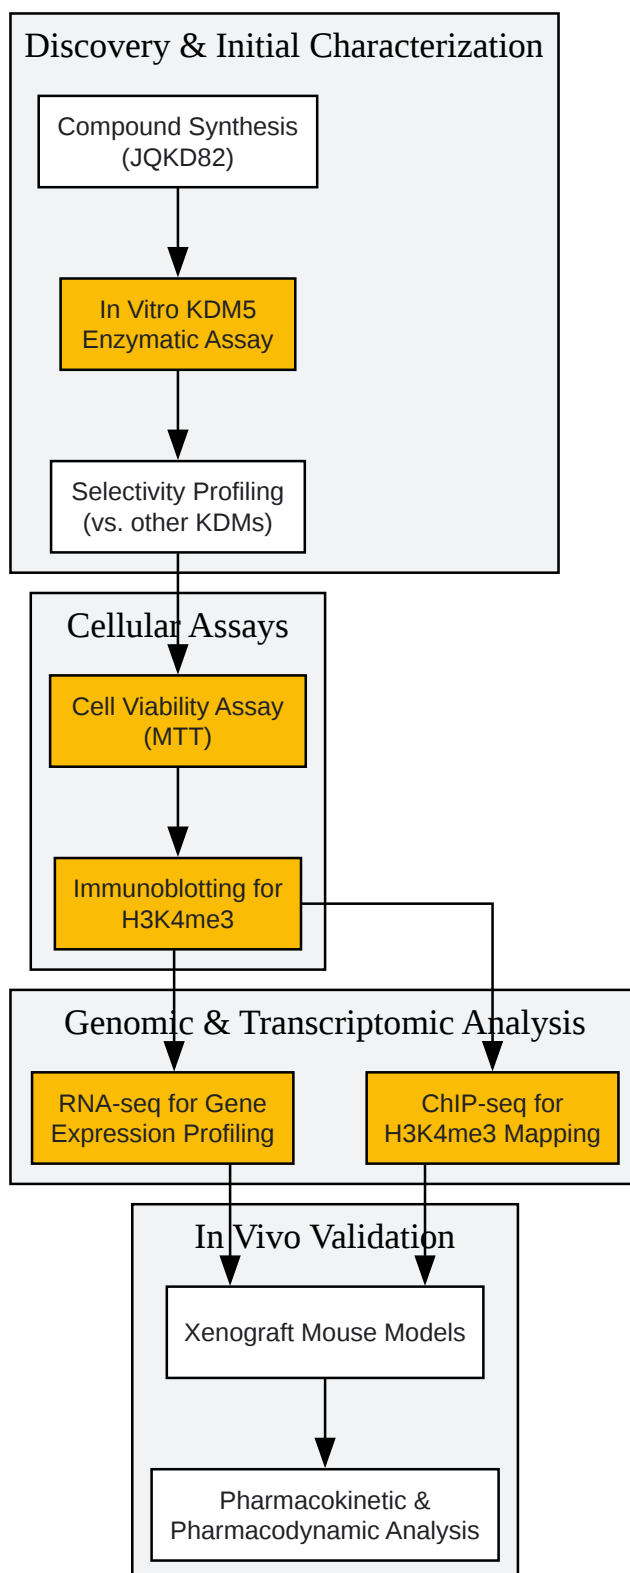 Discovery & Initial Characterization
Compound Synthesis
(JQKD82)
In Vitro KDM5
Enzymatic Assay
Selectivity Profiling
(vs. other KDMs)
Cellular Assays
Cell Viability Assay
(MTT)
Immunoblotting for
H3K4me3
Genomic & Transcriptomic Analysis
RNA-seq for Gene
Expression Profiling
ChIP-seq for
H3K4me3 Mapping
In Vivo Validation
Xenograft Mouse Models
Pharmacokinetic &
Pharmacodynamic Analysis